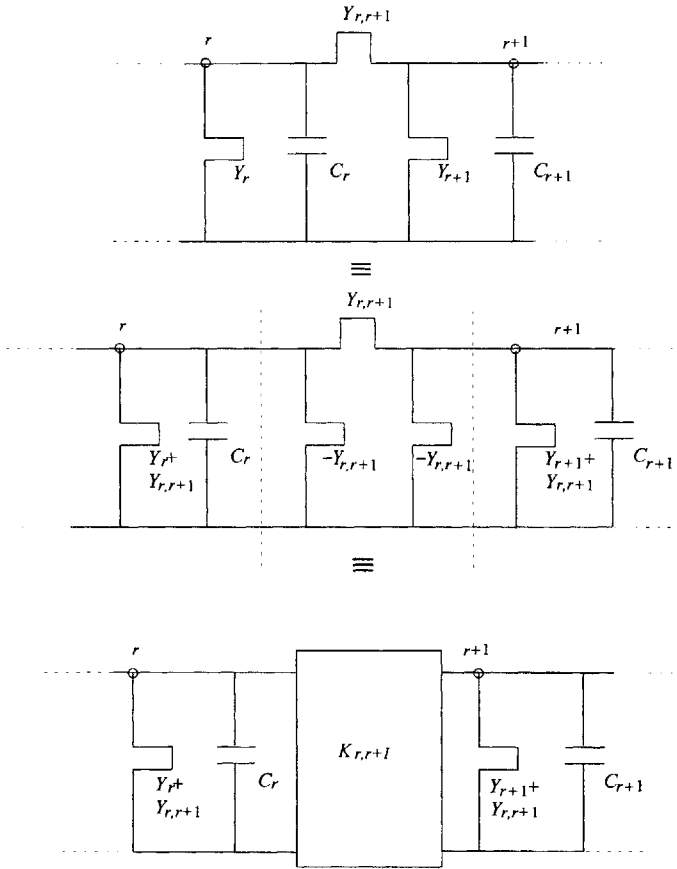 Y_{r,r+1}
r r+1
Y_r C_r Y_{r+1} C_{r+1}
≡
Y_{r,r+1}
r r+1
Y_r+ Y_{r,r+1} C_r −Y_{r,r+1} −Y_{r,r+1} Y_{r+1}+ Y_{r,r+1} C_{r+1}
≡
r r+1
K_{r,r+1}
Y_r+ Y_{r,r+1} C_r Y_{r+1}+ Y_{r,r+1} C_{r+1}